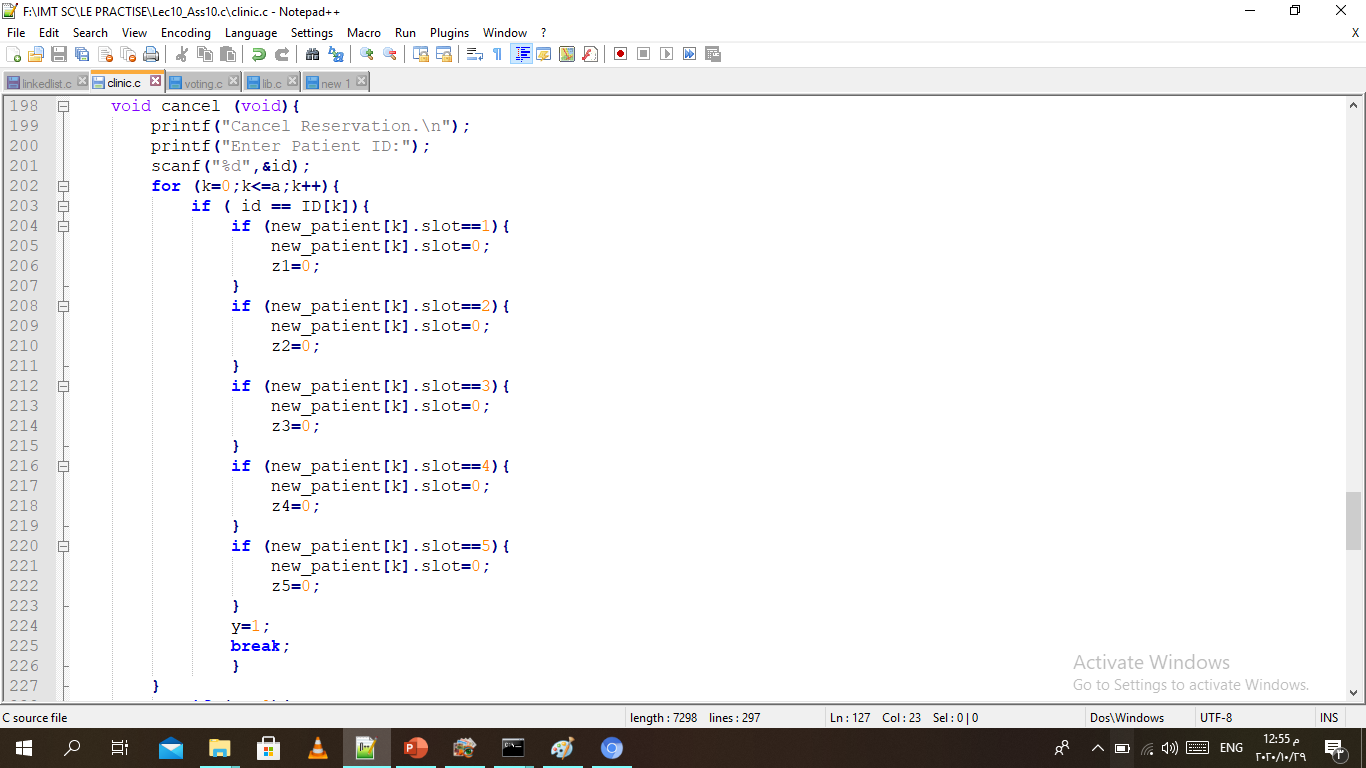 F:\IMT SC\LE PRACTISE\Lec10_Ass10.c\clinic.c - Notepad++
File Edit Search View Encoding Language Settings Macro Run Plugins Window ? X
linkedlist.c clinic.c voting.c lib.c new 1
198 void cancel (void){
199 printf("Cancel Reservation.\n");
200 printf("Enter Patient ID:");
201 scanf("%d",&id);
202 for (k=0;k<=a;k++){
203 if ( id == ID[k]){
204 if (new_patient[k].slot==1){
205 new_patient[k].slot=0;
206 z1=0;
207 }
208 if (new_patient[k].slot==2){
209 new_patient[k].slot=0;
210 z2=0;
211 }
212 if (new_patient[k].slot==3){
213 new_patient[k].slot=0;
214 z3=0;
215 }
216 if (new_patient[k].slot==4){
217 new_patient[k].slot=0;
218 z4=0;
219 }
220 if (new_patient[k].slot==5){
221 new_patient[k].slot=0;
222 z5=0;
223 }
224 y=1;
225 break;
226 }
227 }
Activate Windows
Go to Settings to activate Windows.
C source file length : 7298 lines : 297 Ln : 127 Col : 23 Sel : 0 | 0 Dos\Windows UTF-8 INS
ENG 12:55 م
٢٠٢٠/١٠/٢٩
٣